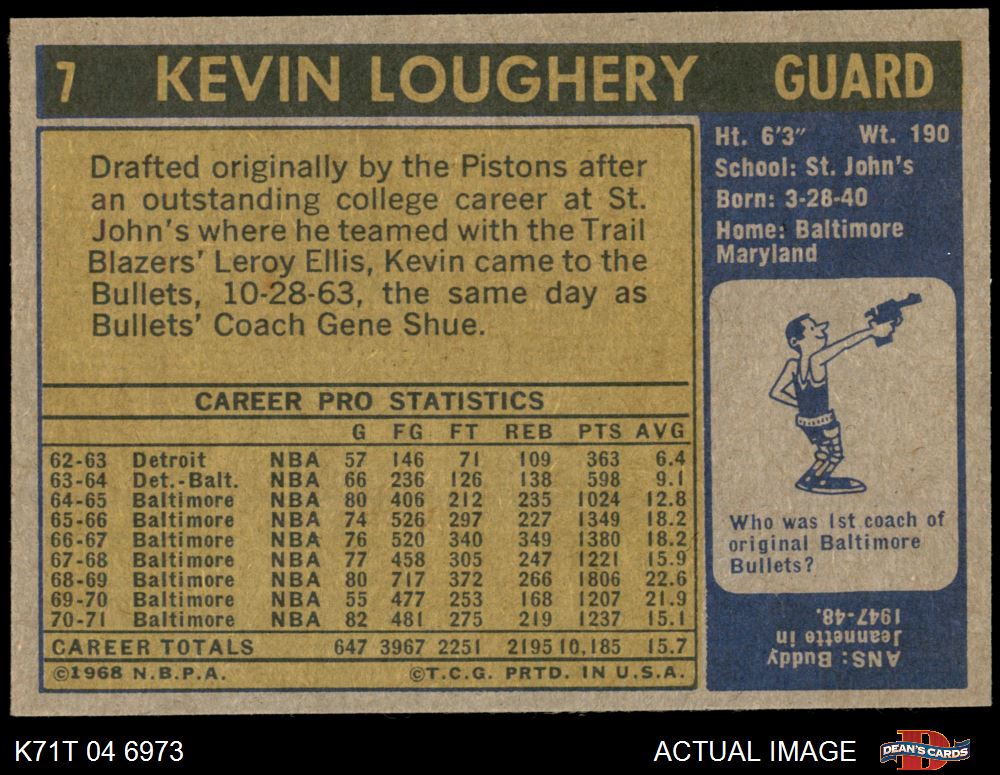 7 KEVIN LOUGHERY GUARD
Drafted originally by the Pistons after
an outstanding college career at St.
John's where he teamed with the Trail
Blazers' Leroy Ellis, Kevin came to the
Bullets, 10-28-63, the same day as
Bullets' Coach Gene Shue.
CAREER PRO STATISTICS
G FG FT REB PTS AVG
62-63 Detroit NBA 57 146 71 109 363 6.4
63-64 Det.-Balt. NBA 66 236 126 138 598 9.1
64-65 Baltimore NBA 80 406 212 235 1024 12.8
65-66 Baltimore NBA 74 526 297 227 1349 18.2
66-67 Baltimore NBA 76 520 340 349 1380 18.2
67-68 Baltimore NBA 77 458 305 247 1221 15.9
68-69 Baltimore NBA 80 717 372 266 1806 22.6
69-70 Baltimore NBA 55 477 253 168 1207 21.9
70-71 Baltimore NBA 82 481 275 219 1237 15.1
CAREER TOTALS 647 3967 2251 2195 10,185 15.7
©1968 N.B.P.A. ©T.C.G. PRTD. IN U.S.A.
Ht. 6'3" Wt. 190
School: St. John's
Born: 3-28-40
Home: Baltimore
Maryland
Who was 1st coach of
original Baltimore
Bullets?
ANS: Buddy
Jeannette in
1947-48.
K71T 04 6973 ACTUAL IMAGE DEAN'S CARDS